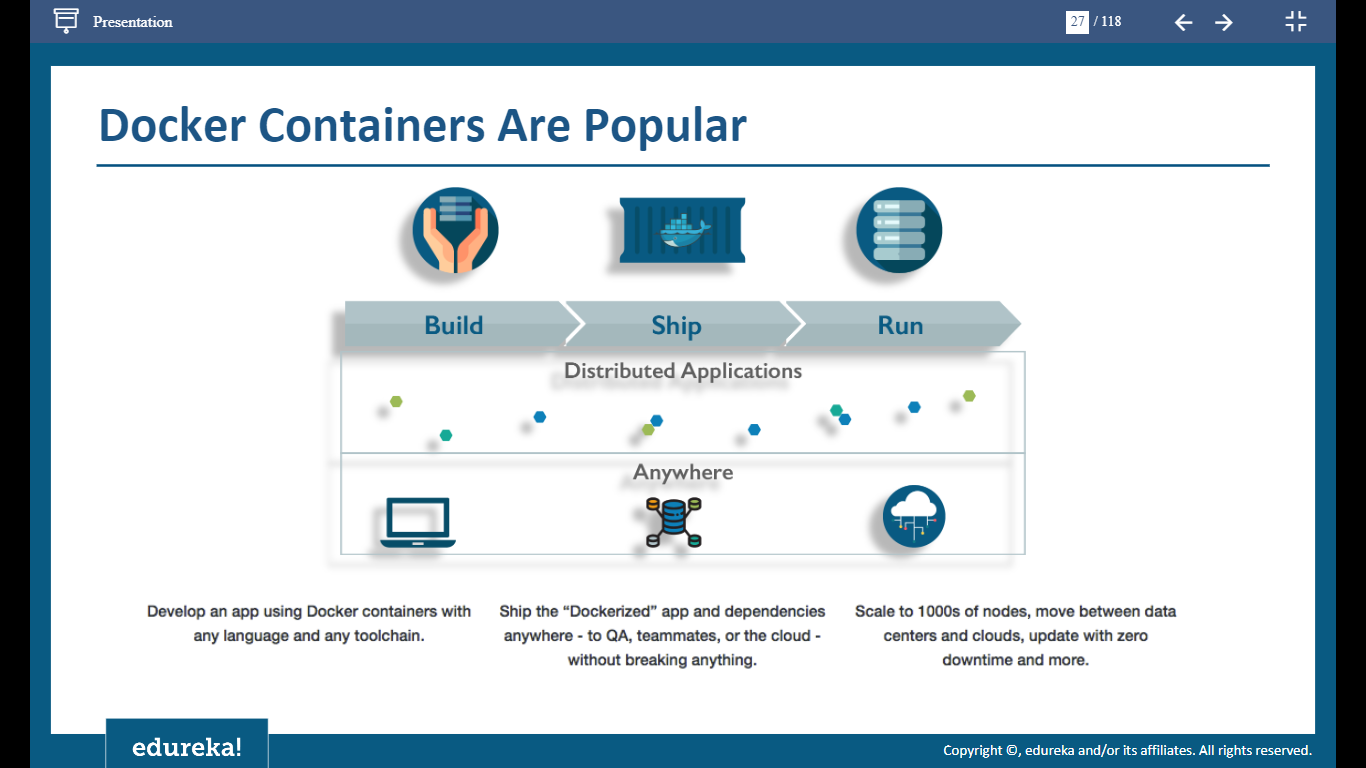 Presentation
27 / 118
Docker Containers Are Popular
Build
Ship
Run
Distributed Applications
Anywhere
Develop an app using Docker containers with
any language and any toolchain.
Ship the “Dockerized” app and dependencies
anywhere - to QA, teammates, or the cloud -
without breaking anything.
Scale to 1000s of nodes, move between data
centers and clouds, update with zero
downtime and more.
edureka!
Copyright ©, edureka and/or its affiliates. All rights reserved.